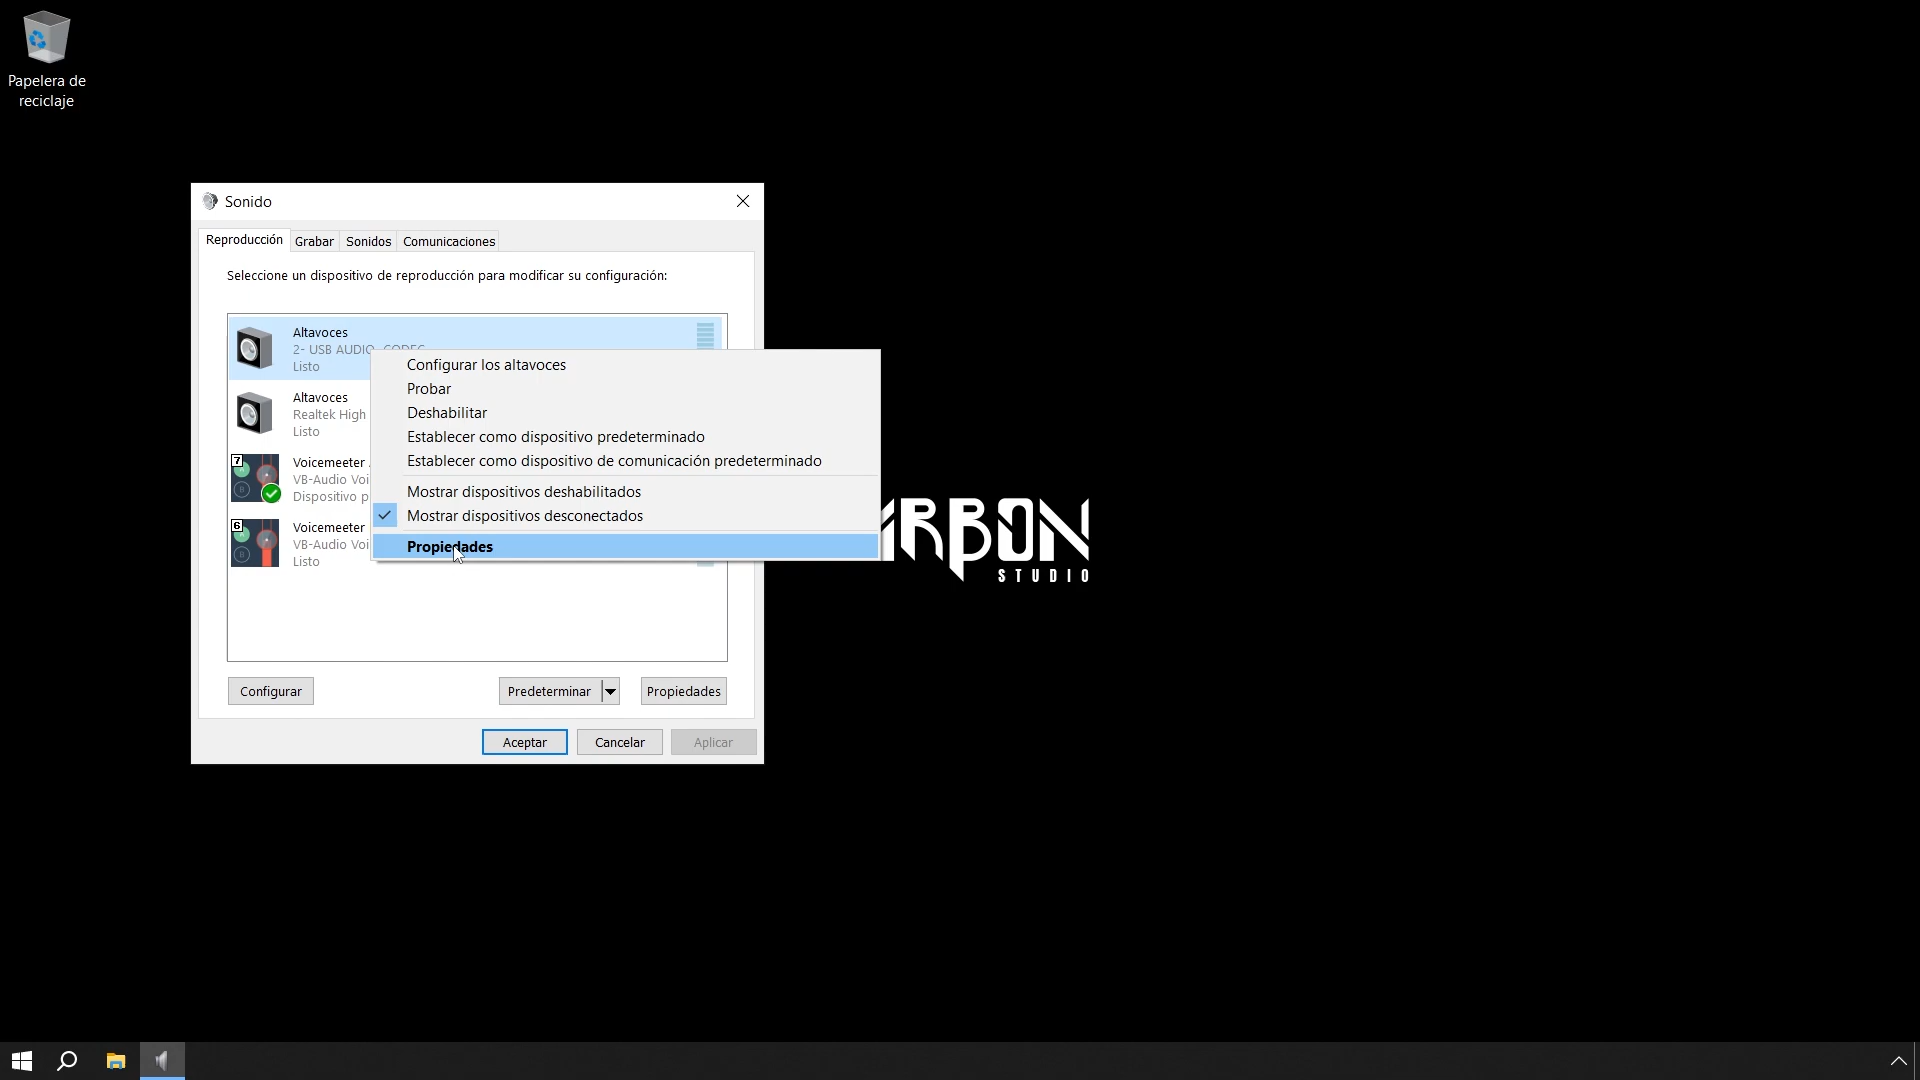 Papelera de
reciclaje
Sonido
Reproducción
Grabar
Sonidos
Comunicaciones
Seleccione un dispositivo de reproducción para modificar su configuración:
Altavoces
2- USB AUDIO CODEC
Listo
Altavoces
Realtek High
Listo
7
Voicemeeter
VB-Audio Voi
Dispositivo p
6
Voicemeeter
VB-Audio Voi
Listo
Configurar los altavoces
Probar
Deshabilitar
Establecer como dispositivo predeterminado
Establecer como dispositivo de comunicación predeterminado
Mostrar dispositivos deshabilitados
Mostrar dispositivos desconectados
Propiedades
RBON
STUDIO
Configurar
Predeterminar
Propiedades
Aceptar
Cancelar
Aplicar